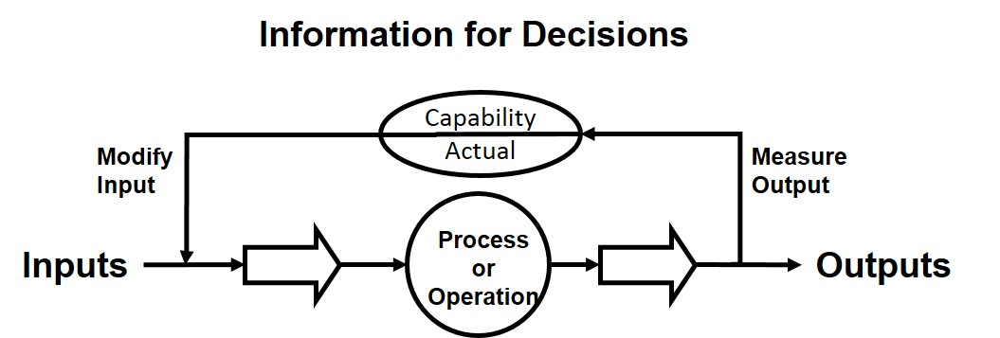 Information for Decisions
Capability
Actual
Modify
Input
Measure
Output
Inputs
Process
or
Operation
Outputs